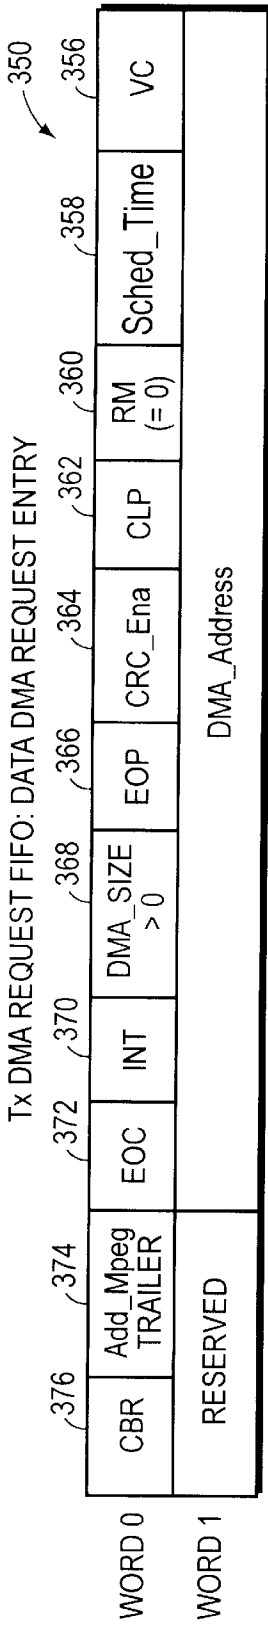 Tx DMA REQUEST FIFO: DATA DMA REQUEST ENTRY
350
376 374 372 370 368 366 364 362 360 358 356
WORD 0 CBR Add_Mpeg TRAILER EOC INT DMA_SIZE > 0 EOP CRC_Ena CLP RM (= 0) Sched_Time VC
WORD 1 RESERVED DMA_Address